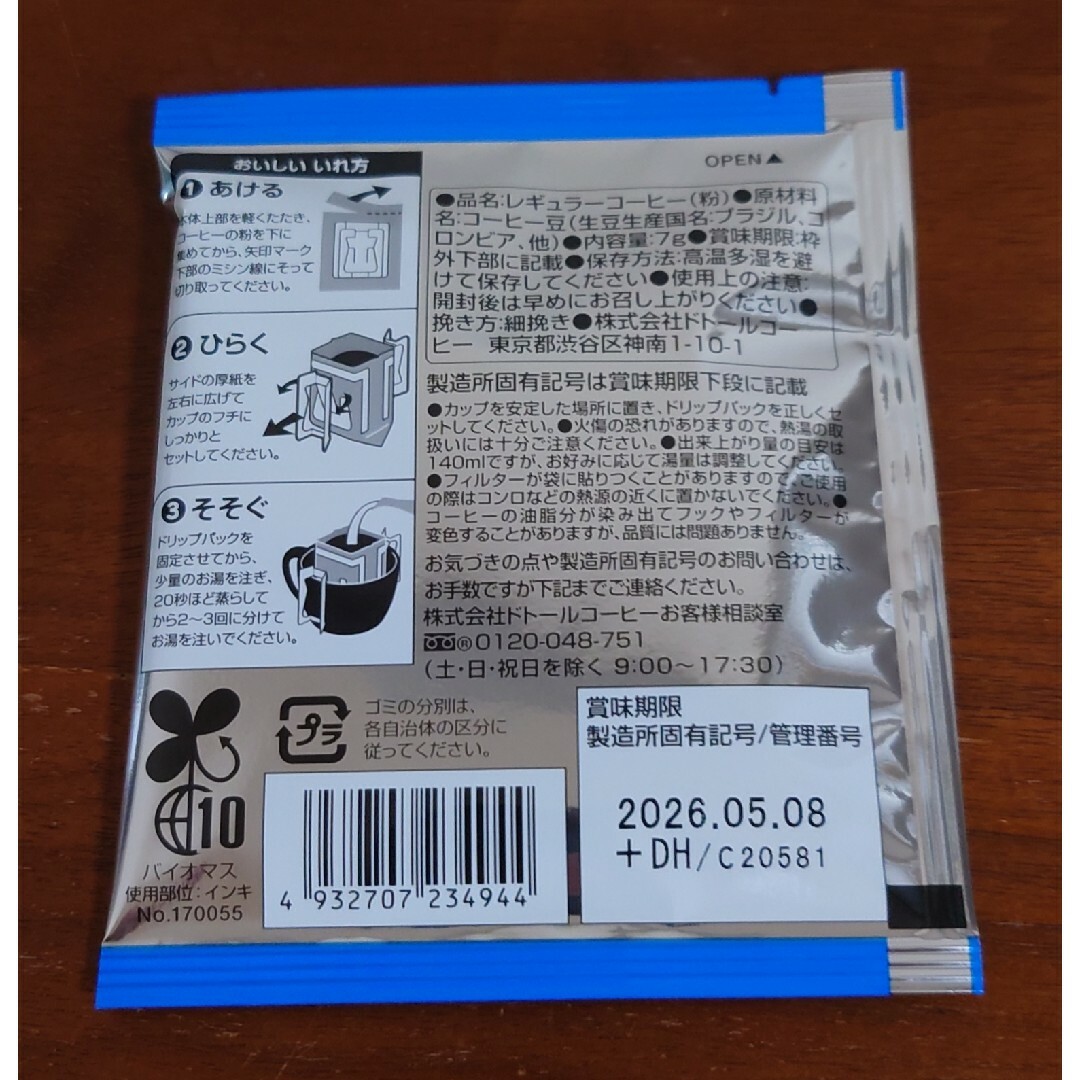 OPEN▲
おいしい いれ方
❶ あける
本体上部を軽くたたき、
コーヒーの粉を下に
集めてから、矢印マーク
下部のミシン線にそって
切り取ってください。
❷ ひらく
サイドの厚紙を
左右に広げて
カップのフチに
しっかりと
セットしてください。
❸ そそぐ
ドリップバックを
固定させてから、
少量のお湯を注ぎ、
20秒ほど蒸らして
から2〜3回に分けて
お湯を注いでください。
●品名:レギュラーコーヒー(粉)●原材料
名:コーヒー豆(生豆生産国名:ブラジル、コ
ロンビア、他)●内容量:7g●賞味期限:枠
外下部に記載●保存方法:高温多湿を避
けて保存してください●使用上の注意:
開封後は早めにお召し上がりください●
挽き方:細挽き●株式会社ドトールコー
ヒー 東京都渋谷区神南1-10-1
製造所固有記号は賞味期限下段に記載
●カップを安定した場所に置き、ドリップパックを正しくセ
ットしてください。●火傷の恐れがありますので、熱湯の取
扱いには十分ご注意ください。●出来上がり量の目安は
140mlですが、お好みに応じて湯量は調整してください。
●フィルターが袋に貼りつくことがありますので、ご使用
の際はコンロなどの熱源の近くに置かないでください。●
コーヒーの油脂分が染み出てフックやフィルターが
変色することがありますが、品質には問題ありません。
お気づきの点や製造所固有記号のお問い合わせは、
お手数ですが下記までご連絡ください。
株式会社ドトールコーヒーお客様相談室
®0120-048-751
(土・日・祝日を除く 9:00〜17:30)
プラ
ゴミの分別は、
各自治体の区分に
従ってください。
10
バイオマス
使用部位:インキ
No.170055
4 932707 234944
賞味期限
製造所固有記号/管理番号
2026.05.08
+DH/C20581